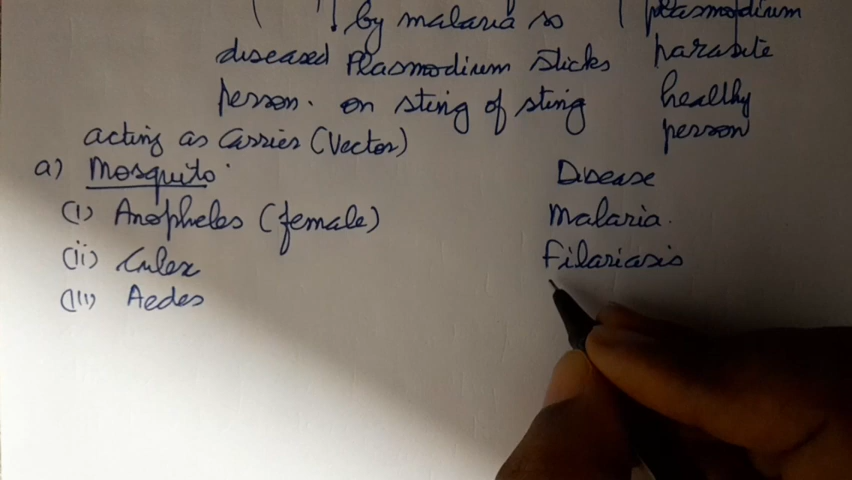 by malaria so plasmodium
diseased Plasmodium sticks parasite
person. on sting of sting healthy
person
acting as carrier (Vector)
a) Mosquito Disease
(i) Anopheles (female) Malaria.
(ii) Culex Filariasis
(iii) Aedes